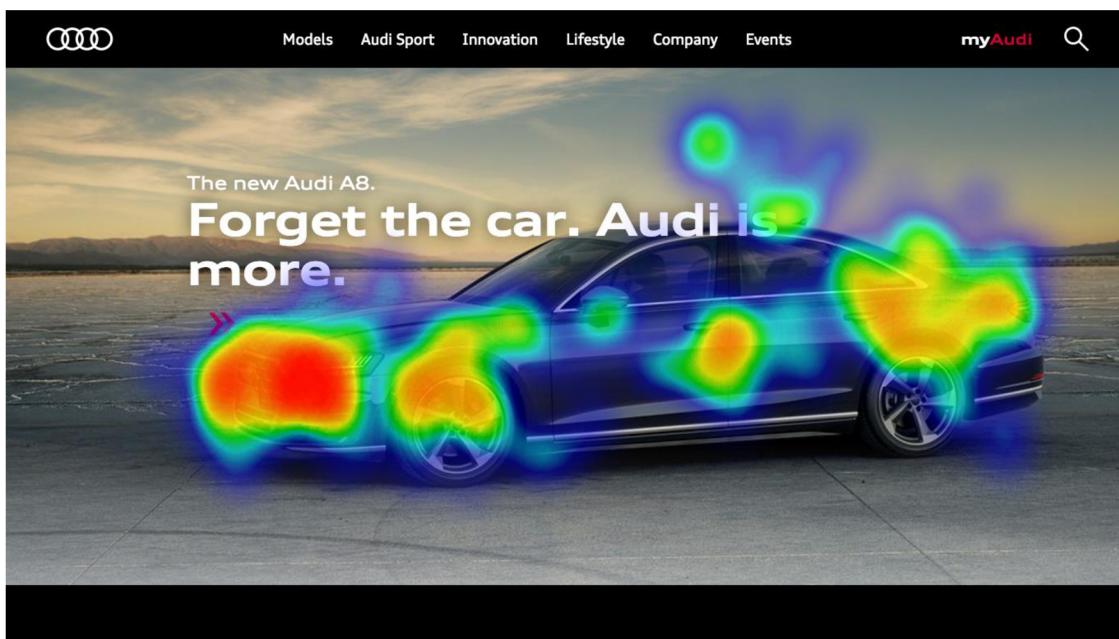 Models Audi Sport Innovation Lifestyle Company Events myAudi
The new Audi A8.
Forget the car. Audi is
more.